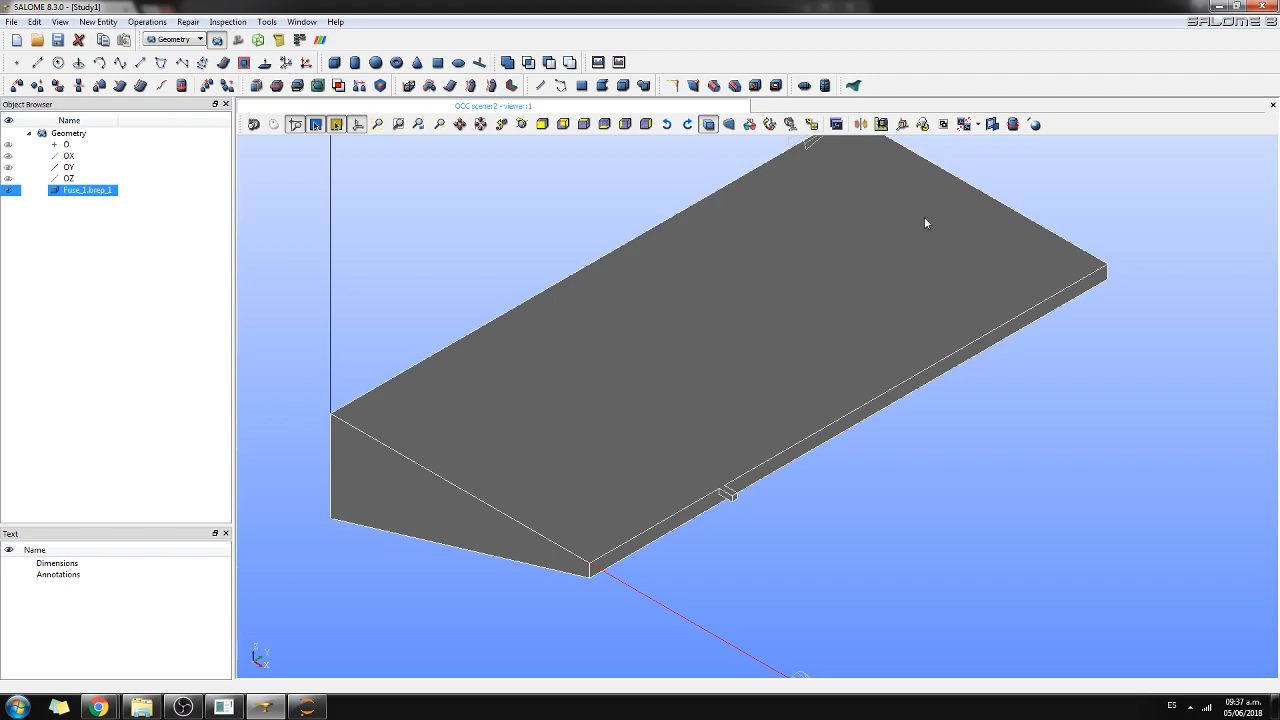 SALOME 8.3.0 - [Study1]
File Edit View New Entity Operations Repair Inspection Tools Window Help
SALOME 8
Geometry
Object Browser
OCC scene:2 - viewer:1
Name
Geometry
O
OX
OY
OZ
Fuse_1.brep_1
Text
Name
Dimensions
Annotations
Z
Y
X
ES
09:37 a.m.
05/06/2018